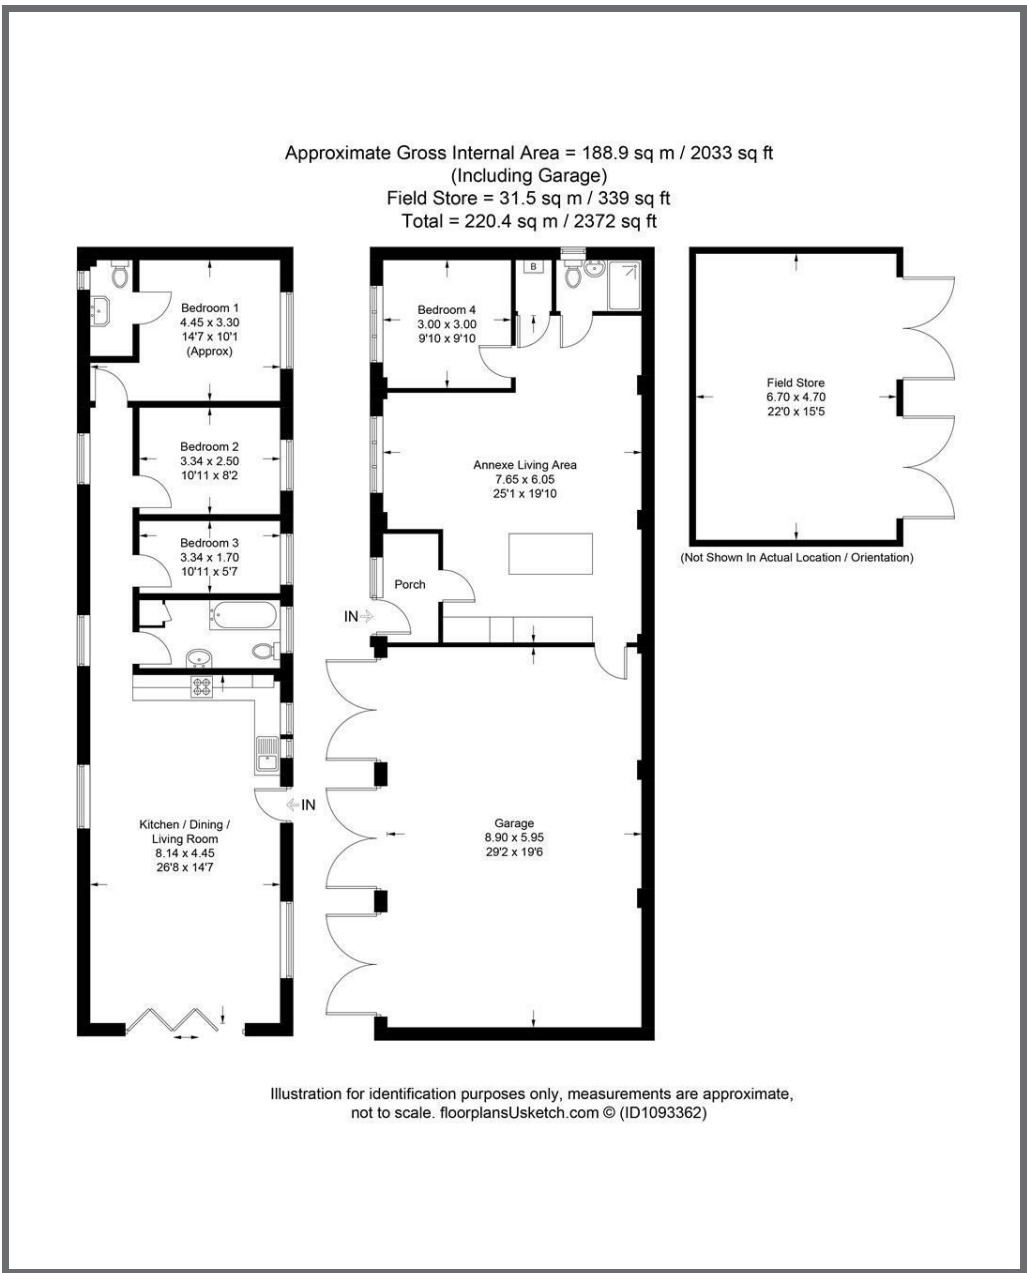 Approximate Gross Internal Area = 188.9 sq m / 2033 sq ft
(Including Garage)
Field Store = 31.5 sq m / 339 sq ft
Total = 220.4 sq m / 2372 sq ft
Bedroom 1
4.45 x 3.30
14'7 x 10'1
(Approx)
Bedroom 2
3.34 x 2.50
10'11 x 8'2
Bedroom 3
3.34 x 1.70
10'11 x 5'7
IN
Kitchen / Dining /
Living Room
8.14 x 4.45
26'8 x 14'7
B
Bedroom 4
3.00 x 3.00
9'10 x 9'10
Annexe Living Area
7.65 x 6.05
25'1 x 19'10
Porch
IN
Garage
8.90 x 5.95
29'2 x 19'6
Field Store
6.70 x 4.70
22'0 x 15'5
(Not Shown In Actual Location / Orientation)
Illustration for identification purposes only, measurements are approximate,
not to scale. floorplansUsketch.com © (ID1093362)